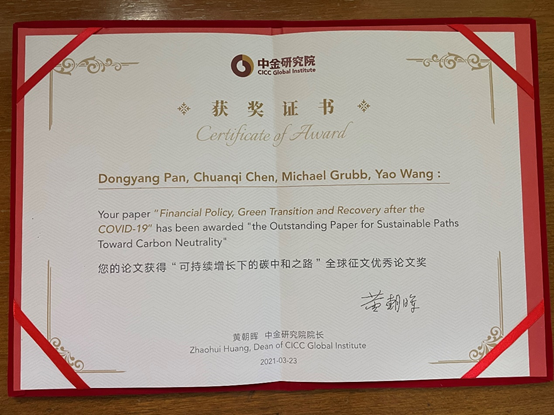 中金研究院
CICC Global Institute
获奖证书
Certificate of Award
Dongyang Pan, Chuanqi Chen, Michael Grubb, Yao Wang :
Your paper "Financial Policy, Green Transition and Recovery after the
COVID-19" has been awarded "the Outstanding Paper for Sustainable Paths
Toward Carbon Neutrality"
您的论文获得“可持续增长下的碳中和之路”全球征文优秀论文奖
黄朝晖
黄朝晖 中金研究院院长
Zhaohui Huang, Dean of CICC Global Institute
2021-03-23